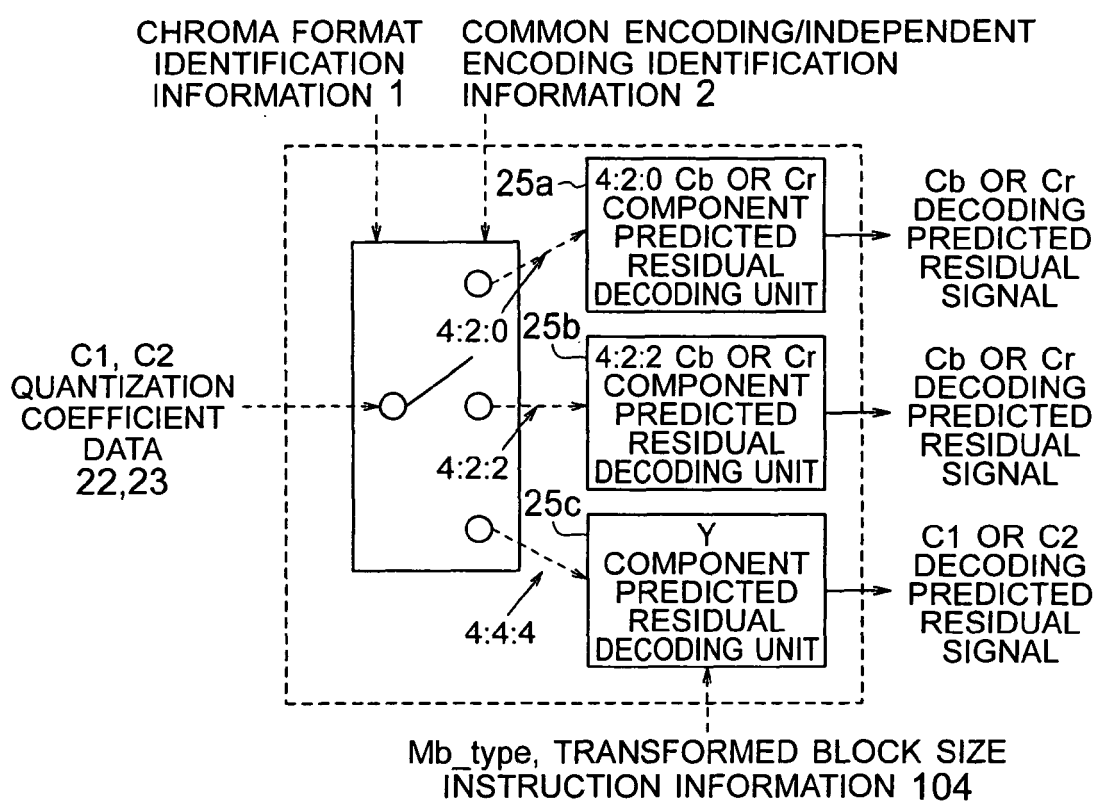 CHROMA FORMAT
IDENTIFICATION
INFORMATION 1
COMMON ENCODING/INDEPENDENT
ENCODING IDENTIFICATION
INFORMATION 2
25a
4:2:0 Cb OR Cr
COMPONENT
PREDICTED
RESIDUAL
DECODING UNIT
Cb OR Cr
DECODING
PREDICTED
RESIDUAL
SIGNAL
4:2:0
C1, C2
QUANTIZATION
COEFFICIENT
DATA
22,23
25b
4:2:2 Cb OR Cr
COMPONENT
PREDICTED
RESIDUAL
DECODING UNIT
Cb OR Cr
DECODING
PREDICTED
RESIDUAL
SIGNAL
4:2:2
25c
Y
COMPONENT
PREDICTED
RESIDUAL
DECODING UNIT
C1 OR C2
DECODING
PREDICTED
RESIDUAL
SIGNAL
4:4:4
Mb_type, TRANSFORMED BLOCK SIZE
INSTRUCTION INFORMATION 104